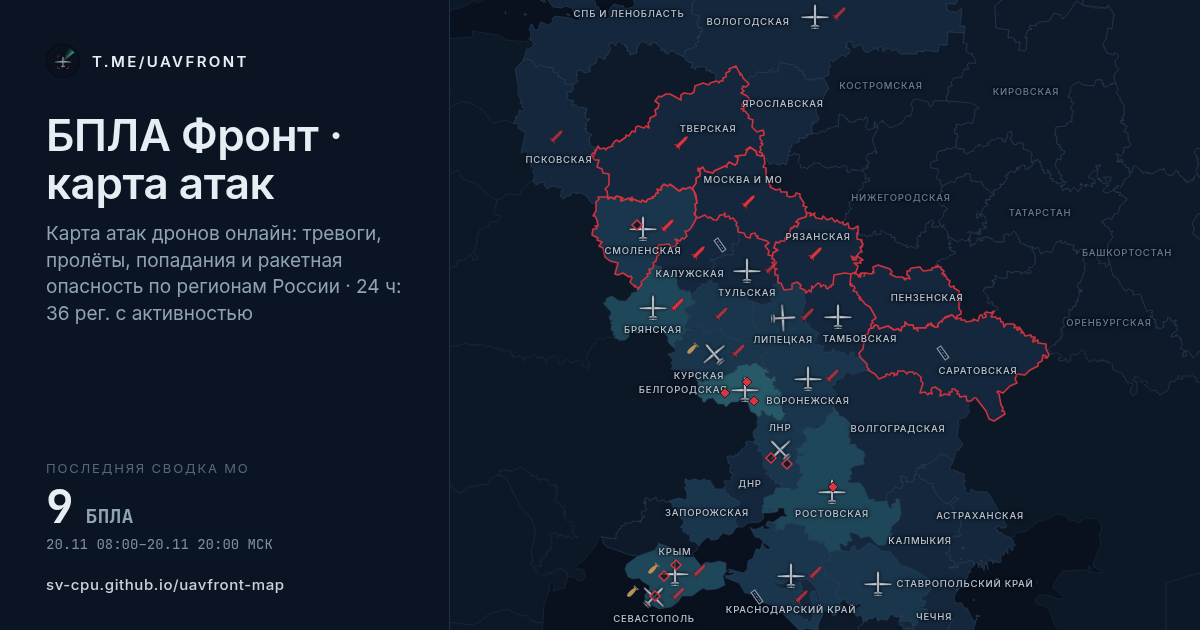 T.ME/UAVFRONT
БПЛА Фронт ·
карта атак
Карта атак дронов онлайн: тревоги,
пролёты, попадания и ракетная
опасность по регионам России · 24 ч:
36 рег. с активностью
ПОСЛЕДНЯЯ СВОДКА МО
9 БПЛА
20.11 08:00–20.11 20:00 МСК
sv-cpu.github.io/uavfront-map
СПБ И ЛЕНОБЛАСТЬ
ВОЛОГОДСКАЯ
КОСТРОМСКАЯ
КИРОВСКАЯ
ЯРОСЛАВСКАЯ
ТВЕРСКАЯ
ПСКОВСКАЯ
МОСКВА И МО
НИЖЕГОРОДСКАЯ
ТАТАРСТАН
РЯЗАНСКАЯ
СМОЛЕНСКАЯ
БАШКОРТОСТАН
КАЛУЖСКАЯ
ТУЛЬСКАЯ
ПЕНЗЕНСКАЯ
ОРЕНБУРГСКАЯ
БРЯНСКАЯ
ЛИПЕЦКАЯ
ТАМБОВСКАЯ
САРАТОВСКАЯ
КУРСКАЯ
БЕЛГОРОДСКАЯ
ВОРОНЕЖСКАЯ
ЛНР
ВОЛГОГРАДСКАЯ
ДНР
ЗАПОРОЖСКАЯ
РОСТОВСКАЯ
АСТРАХАНСКАЯ
КАЛМЫКИЯ
КРЫМ
СТАВРОПОЛЬСКИЙ КРАЙ
КРАСНОДАРСКИЙ КРАЙ
СЕВАСТОПОЛЬ
ЧЕЧНЯ